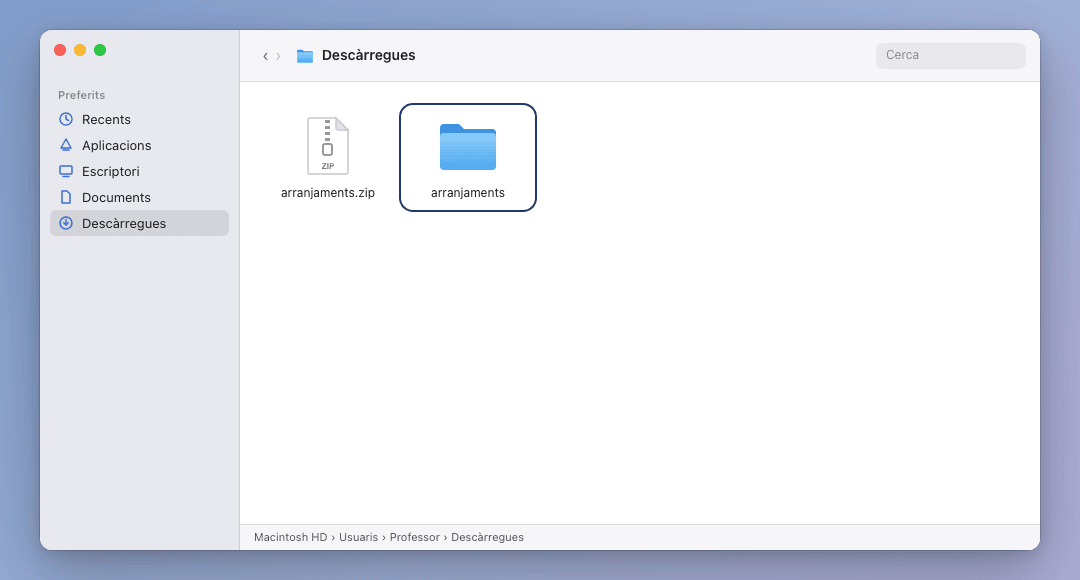 Descàrregues
Cerca
Preferits
Recents
Aplicacions
Escriptori
Documents
Descàrregues
ZIP
arranjaments.zip
arranjaments
Macintosh HD › Usuaris › Professor › Descàrregues